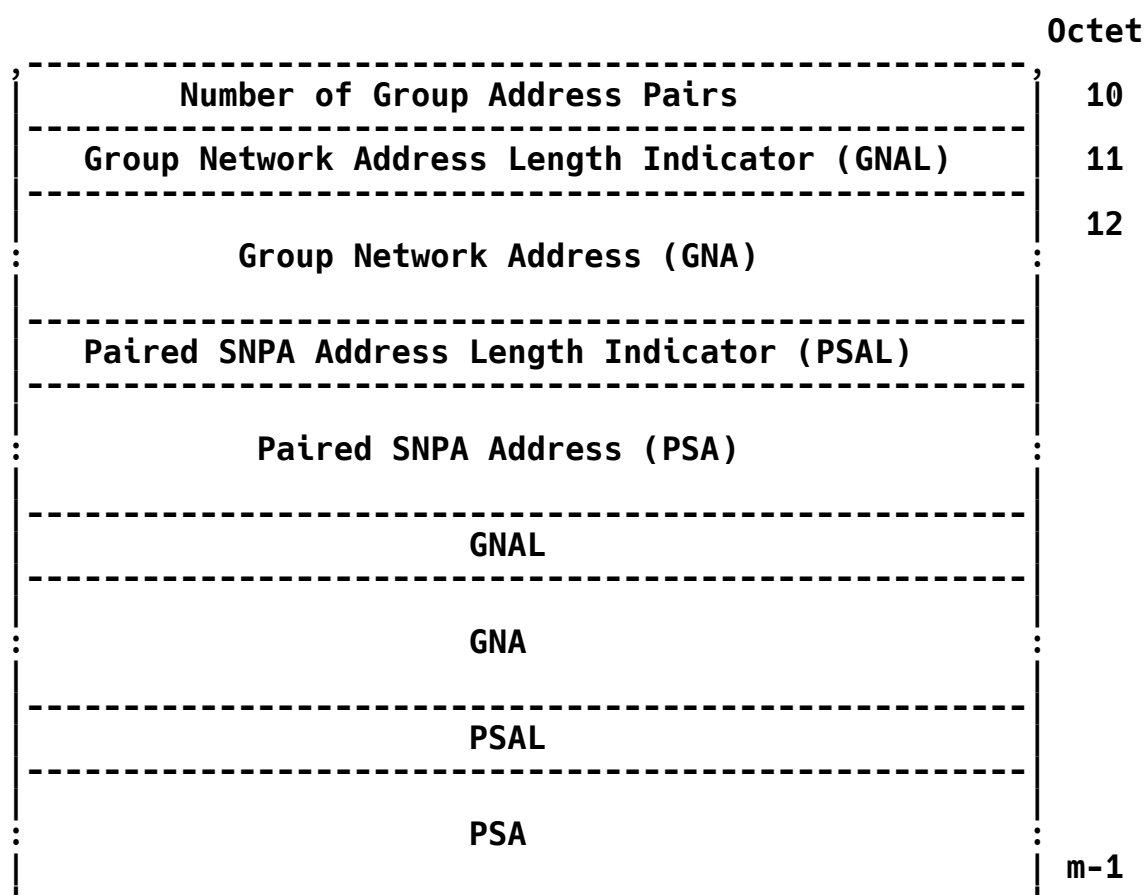 Octet
,----------------------------------------------------,
| Number of Group Address Pairs | 10
|----------------------------------------------------|
| Group Network Address Length Indicator (GNAL) | 11
|----------------------------------------------------|
| | 12
: Group Network Address (GNA) :
| |
|----------------------------------------------------|
| Paired SNPA Address Length Indicator (PSAL) |
|----------------------------------------------------|
| |
: Paired SNPA Address (PSA) :
| |
|----------------------------------------------------|
| GNAL |
|----------------------------------------------------|
| |
: GNA :
| |
|----------------------------------------------------|
| PSAL |
|----------------------------------------------------|
| |
: PSA :
| | m-1